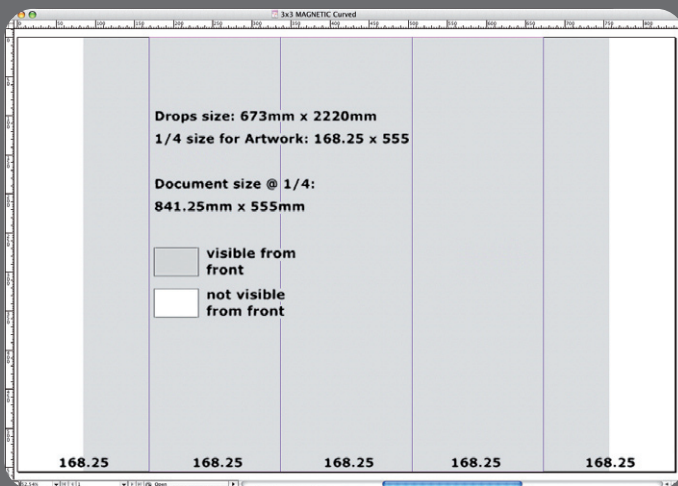 3x3 MAGNETIC Curved
Drops size: 673mm x 2220mm
1/4 size for Artwork: 168.25 x 555
Document size @ 1/4:
841.25mm x 555mm
visible from
front
not visible
from front
168.25 168.25 168.25 168.25 168.25
Open